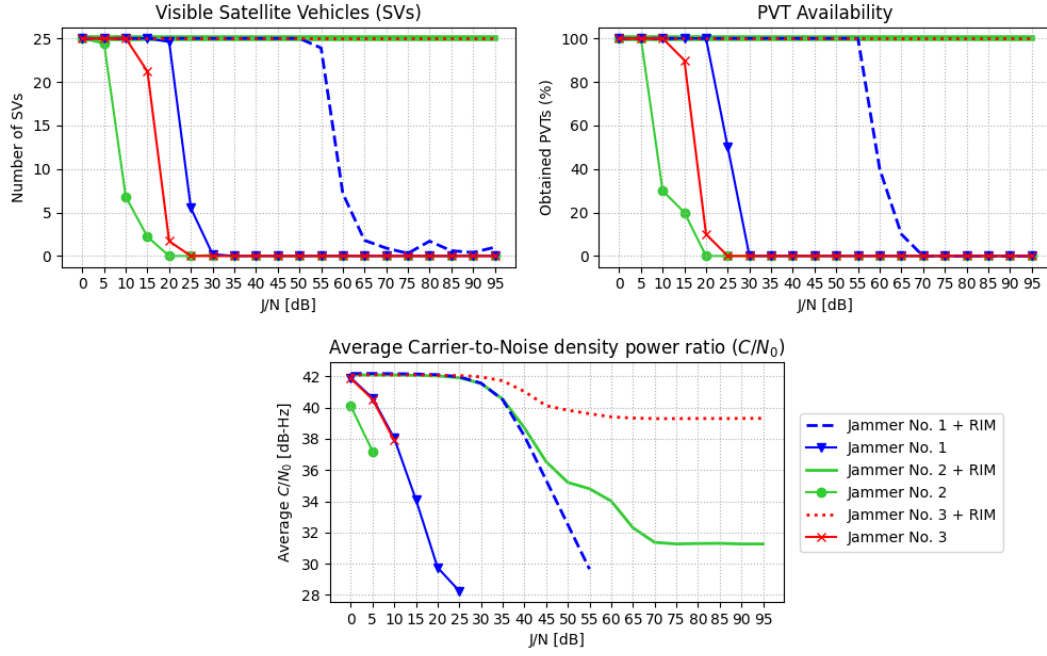 Visible Satellite Vehicles (SVs)
Number of SVs
25
20
15
10
5
0
0 5 10 15 20 25 30 35 40 45 50 55 60 65 70 75 80 85 90 95
J/N [dB]
PVT Availability
Obtained PVTs (%)
100
80
60
40
20
0
0 5 10 15 20 25 30 35 40 45 50 55 60 65 70 75 80 85 90 95
J/N [dB]
Average Carrier-to-Noise density power ratio (C/N₀)
Average C/N₀ [dB-Hz]
42
40
38
36
34
32
30
28
0 5 10 15 20 25 30 35 40 45 50 55 60 65 70 75 80 85 90 95
J/N [dB]
Jammer No. 1 + RIM
Jammer No. 1
Jammer No. 2 + RIM
Jammer No. 2
Jammer No. 3 + RIM
Jammer No. 3